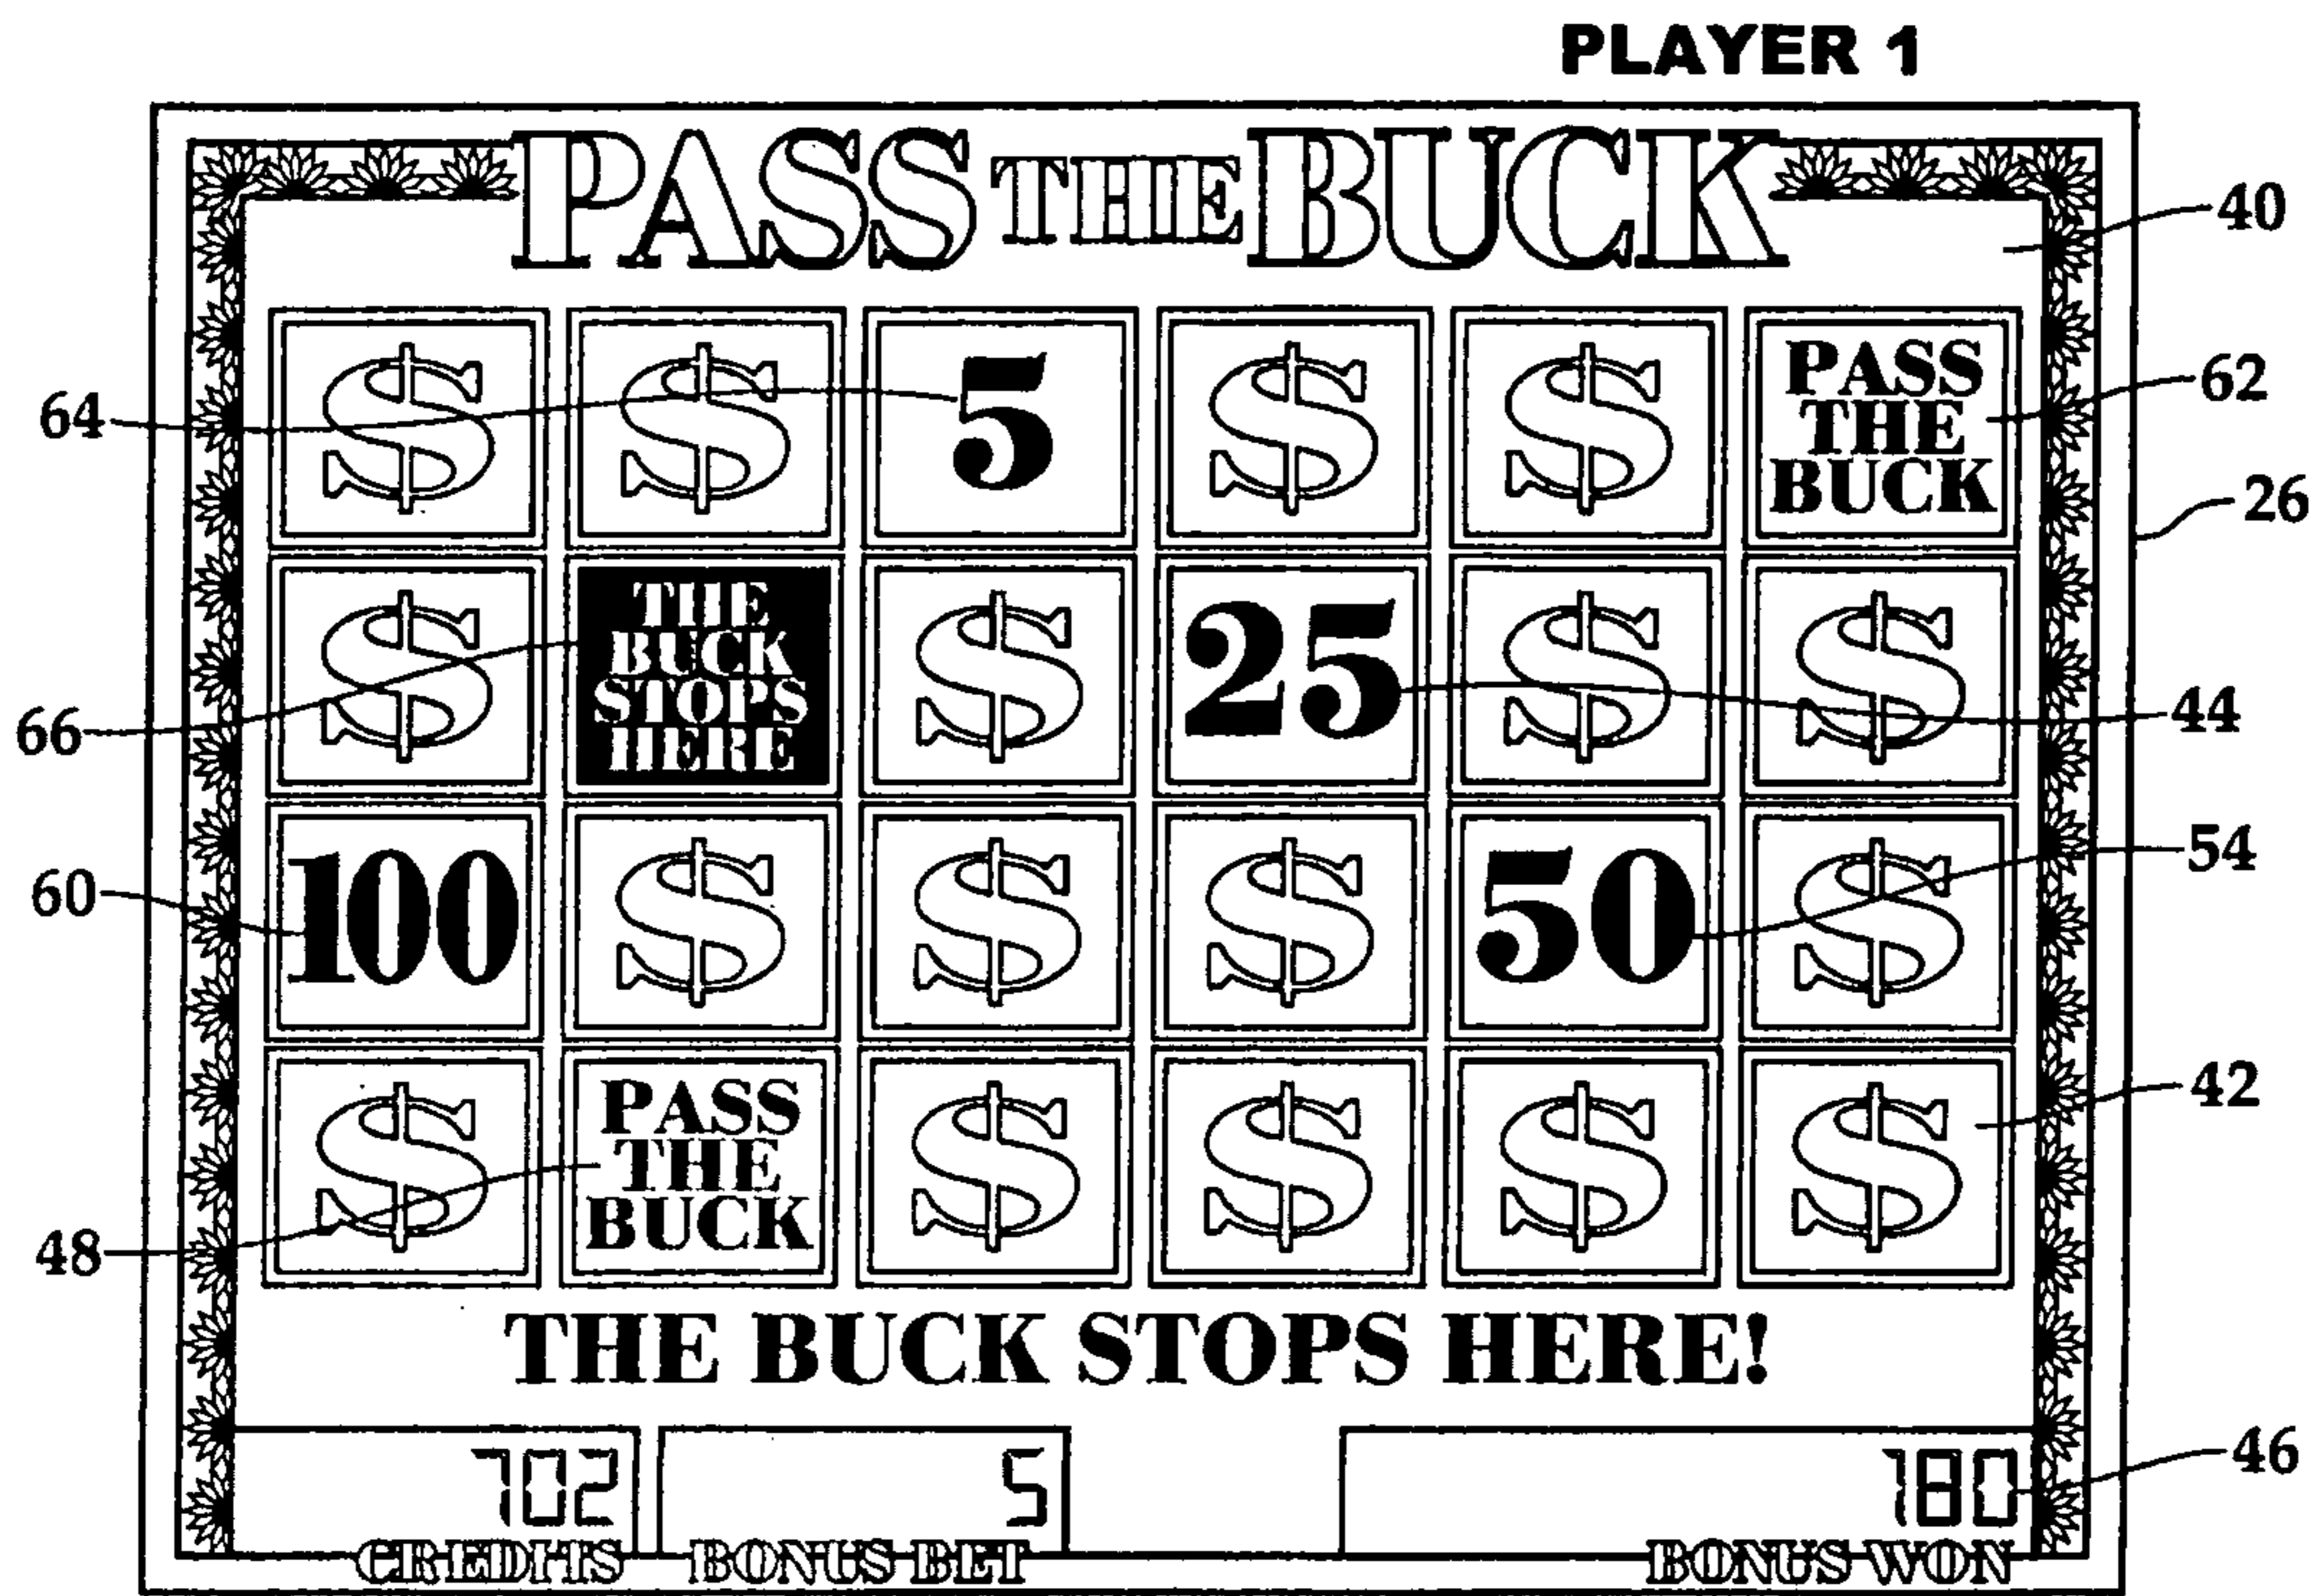 PLAYER 1
PASS THE BUCK
40
$ $ 5 $ $ PASS THE BUCK
64
62
26
$ THE BUCK STOPS HERE $ 25 $ $
66
44
100 $ $ $ 50 $
60
54
$ PASS THE BUCK $ $ $ $
42
48
THE BUCK STOPS HERE!
702 5 180
46
CREDITS BONUS BET BONUS WON